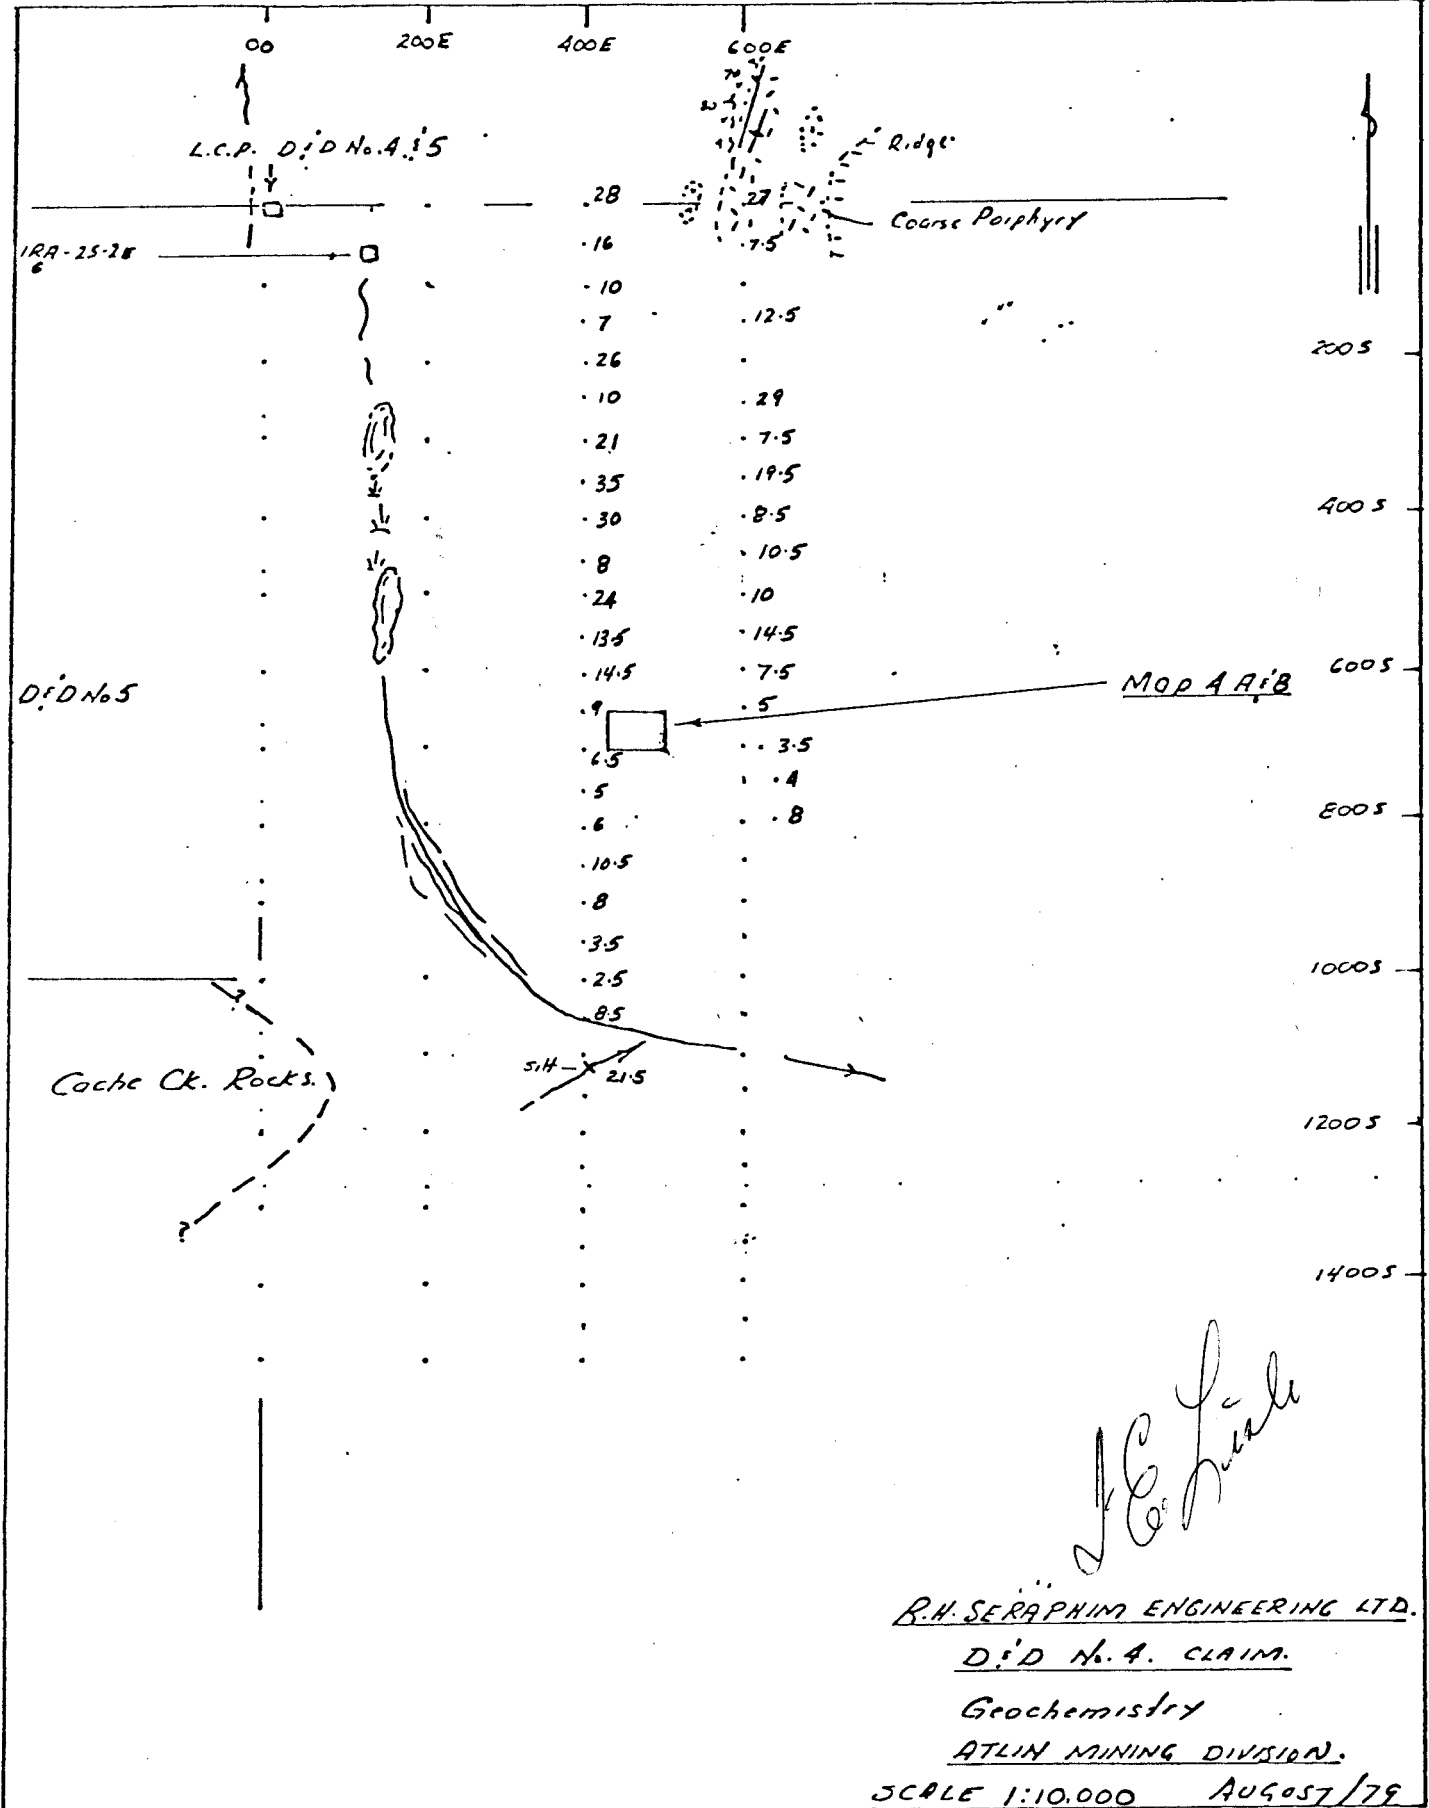 00 200E 400E 600E
L.C.P. D&D No. 4 & 5
Ridge
28 27
Coarse Porphyry
16 7.5
IRA-25-28
6
10
7 12.5
200S
26
10 29
21 7.5
35 19.5
400S
30 8.5
8 10.5
24 10
13.5 14.5
14.5 7.5
600S
D&D No 5
Map 4 A&B
9 5
6.5 3.5
5 4
6 8
800S
10.5
8
3.5
2.5
1000S
8.5
?
S.H 21.5
Cache Ck. Rocks.
1200S
?
1400S
R.H. SERAPHIM ENGINEERING LTD.
D&D No. 4. CLAIM.
Geochemistry
ATLIN MINING DIVISION.
SCALE 1:10.000 AUGUST/79